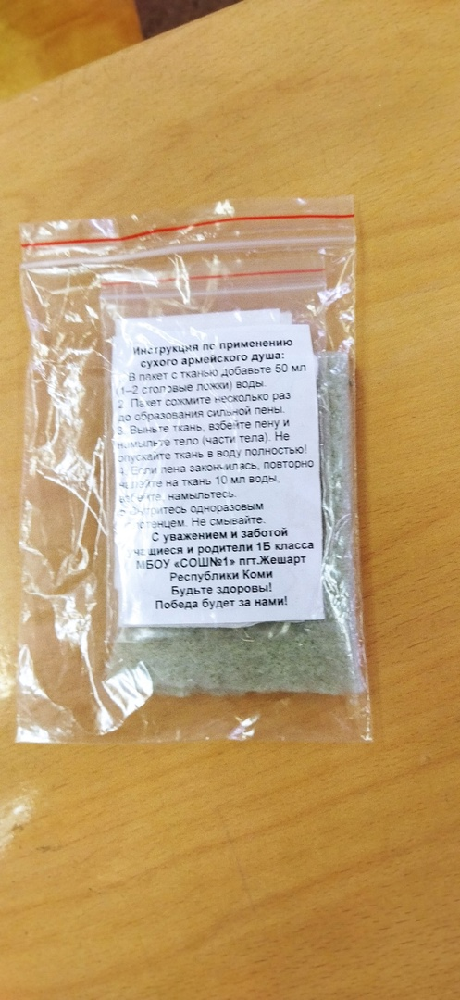 Инструкция по применению
сухого армейского душа:
В пакет с тканью добавьте 50 мл
(1–2 столовые ложки) воды.
2. Пакет сожмите несколько раз
до образования сильной пены.
3. Выньте ткань, взбейте пену и
намыльте тело (части тела). Не
опускайте ткань в воду полностью!
4. Если пена закончилась, повторно
налейте на ткань 10 мл воды,
взбейте, намыльтесь.
одноразовым
Не смывайте.
С уважением и заботой
учащиеся и родители 1Б класса
МБОУ «СОШ№1» пгт.Жешарт
Республики Коми
Будьте здоровы!
Победа будет за нами!